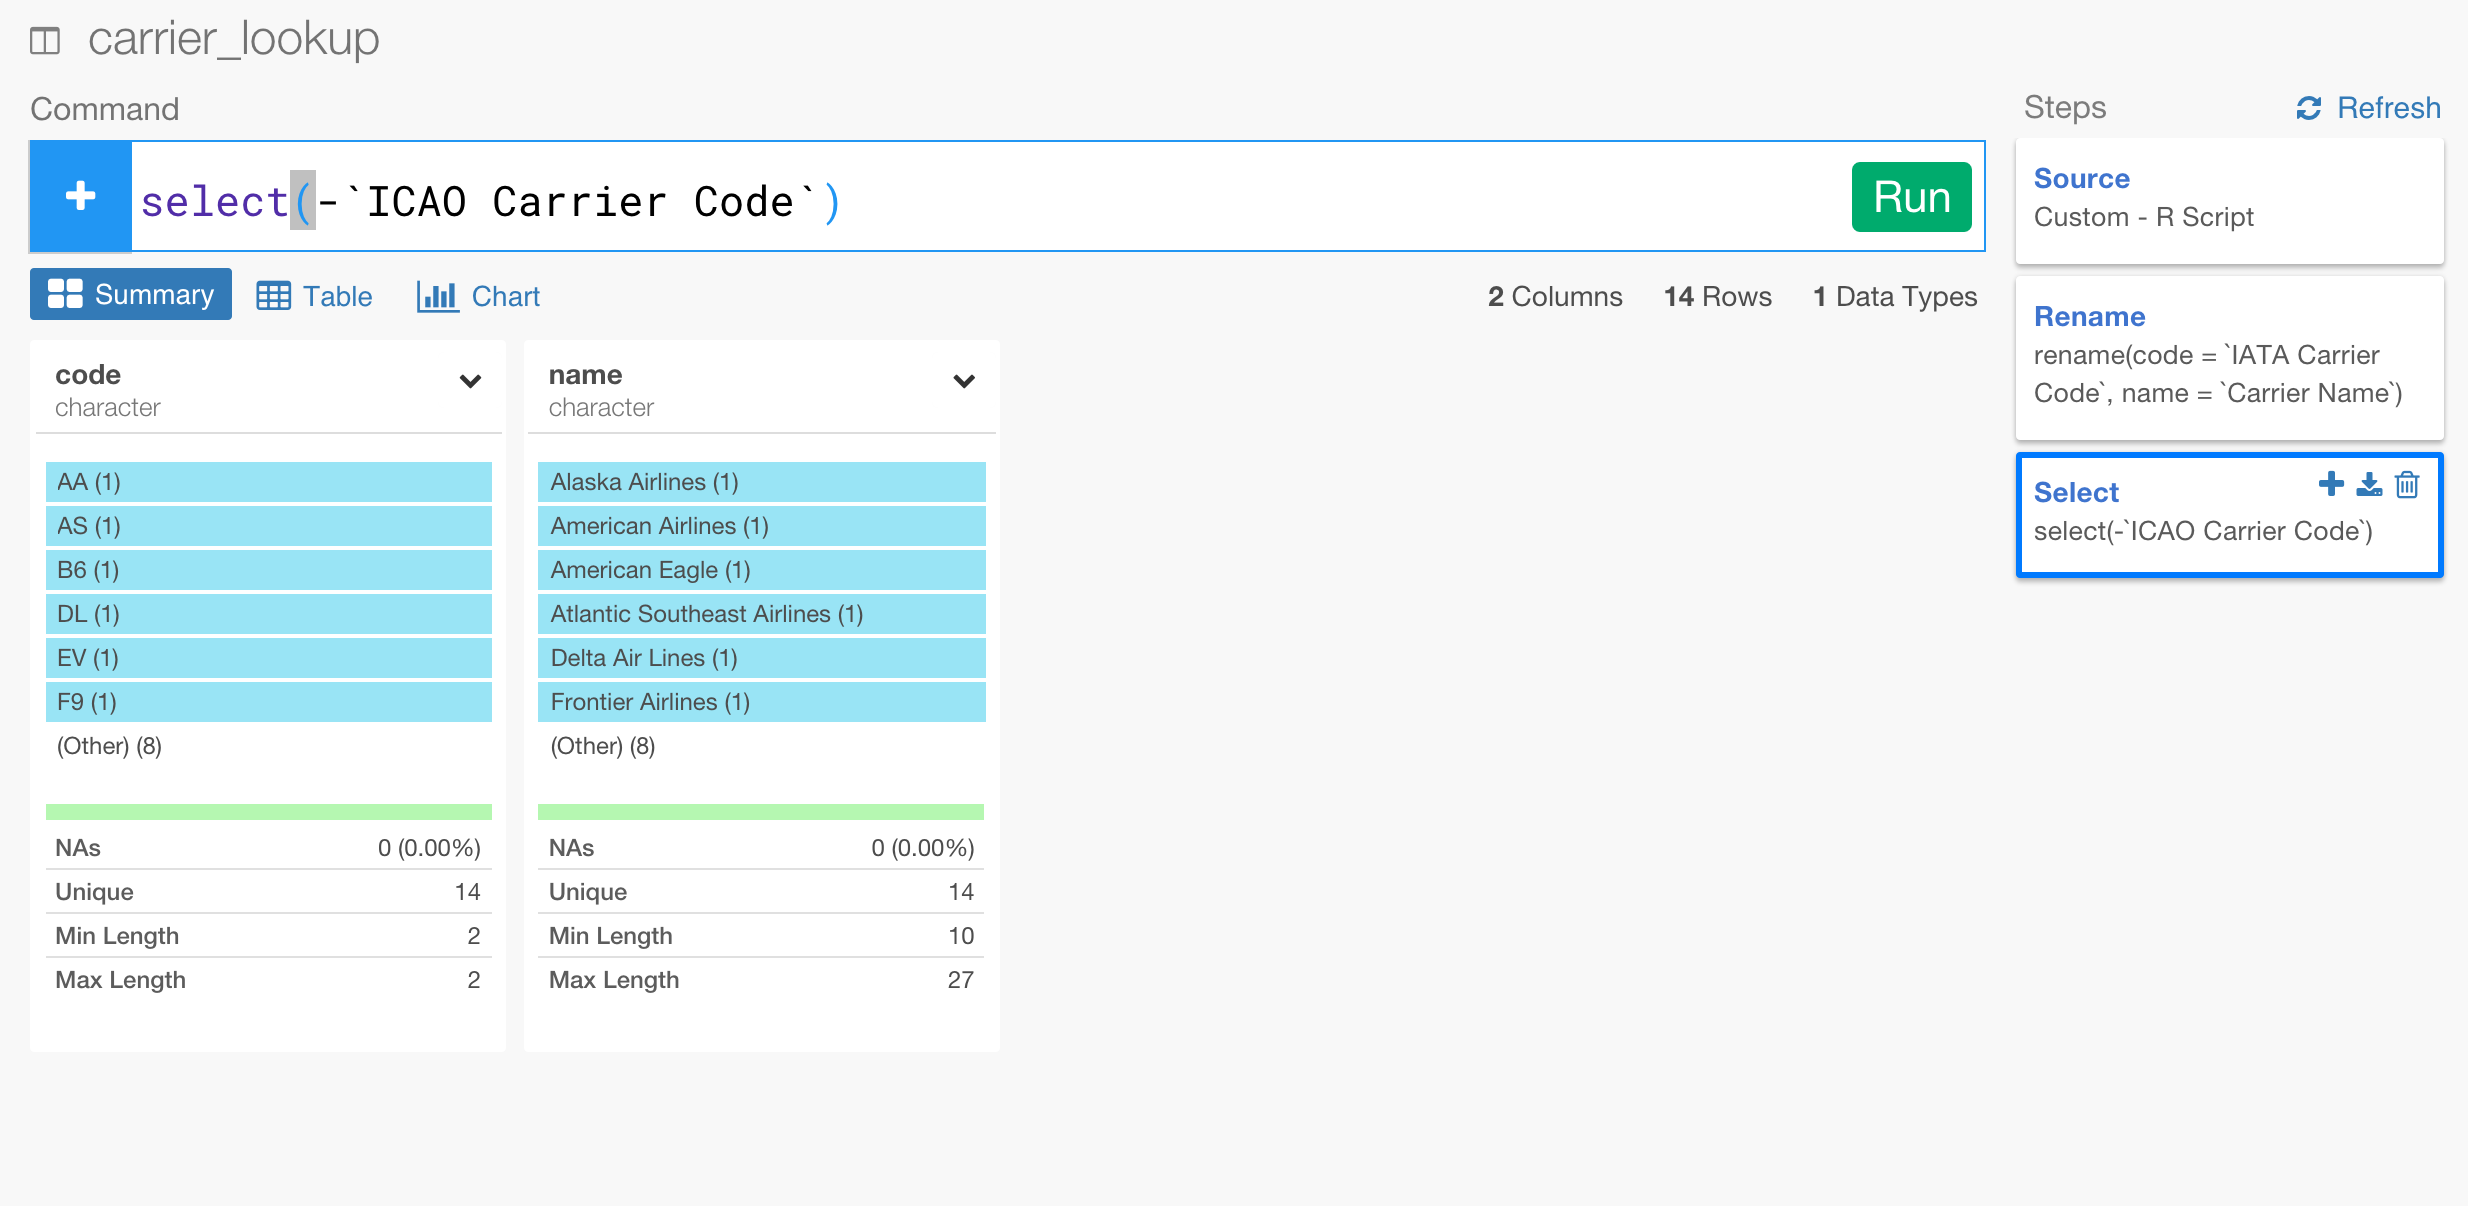 carrier_lookup
Command
select(-`ICAO Carrier Code`)
Run
Summary
Table
Chart
2 Columns
14 Rows
1 Data Types
code
character
AA (1)
AS (1)
B6 (1)
DL (1)
EV (1)
F9 (1)
(Other) (8)
NAs 0 (0.00%)
Unique 14
Min Length 2
Max Length 2
name
character
Alaska Airlines (1)
American Airlines (1)
American Eagle (1)
Atlantic Southeast Airlines (1)
Delta Air Lines (1)
Frontier Airlines (1)
(Other) (8)
NAs 0 (0.00%)
Unique 14
Min Length 10
Max Length 27
Steps
Refresh
Source
Custom - R Script
Rename
rename(code = `IATA Carrier
Code`, name = `Carrier Name`)
Select
select(-`ICAO Carrier Code`)